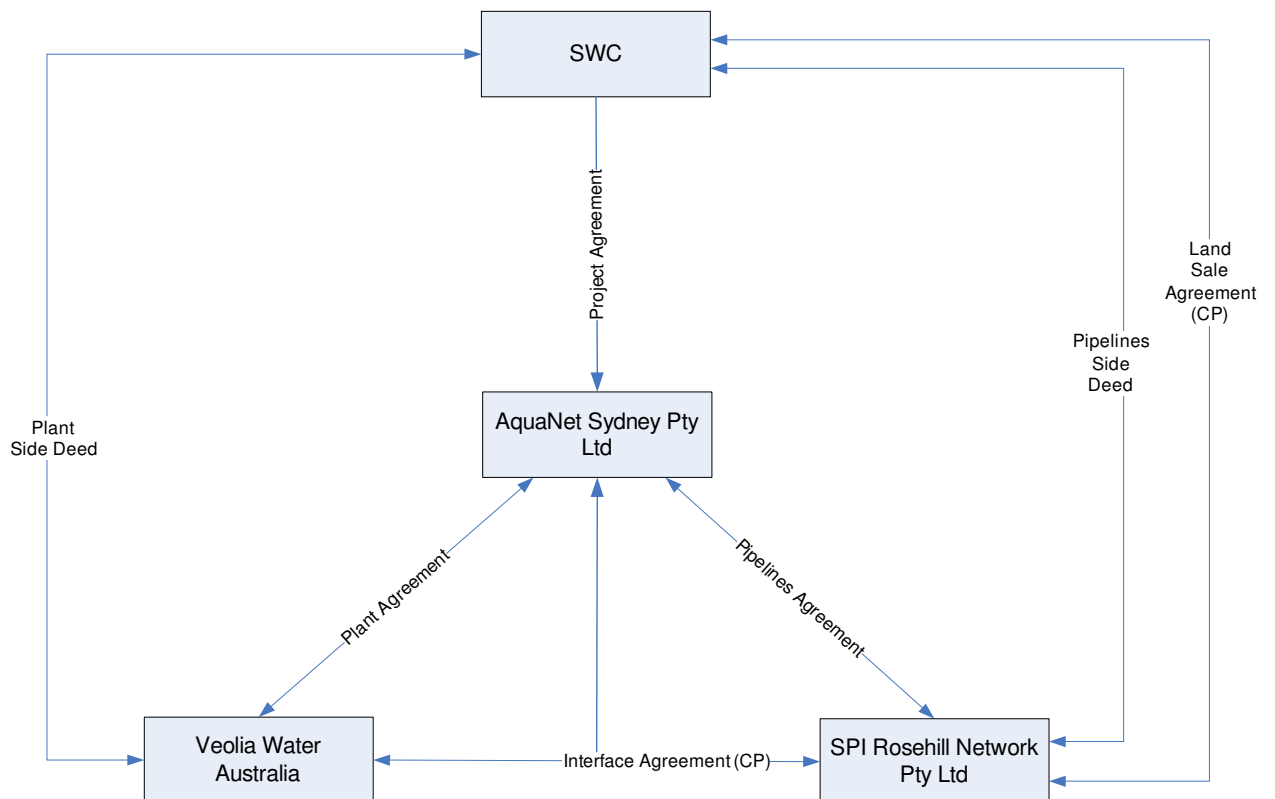 SWC
Project Agreement
Land
Sale
Agreement
(CP)
Pipelines
Side
Deed
AquaNet Sydney Pty
Ltd
Plant
Side Deed
Plant Agreement
Pipelines Agreement
Veolia Water
Australia
Interface Agreement (CP)
SPI Rosehill Network
Pty Ltd